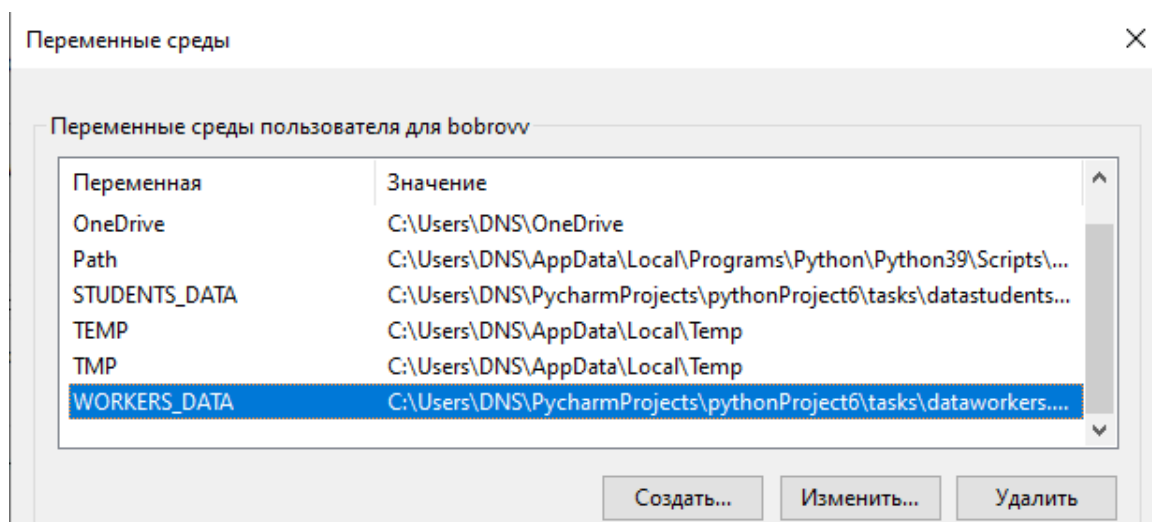 Переменные среды
Переменные среды пользователя для bobrovv
Переменная Значение
OneDrive C:\Users\DNS\OneDrive
Path C:\Users\DNS\AppData\Local\Programs\Python\Python39\Scripts\...
STUDENTS_DATA C:\Users\DNS\PycharmProjects\pythonProject6\tasks\datastudents...
TEMP C:\Users\DNS\AppData\Local\Temp
TMP C:\Users\DNS\AppData\Local\Temp
WORKERS_DATA C:\Users\DNS\PycharmProjects\pythonProject6\tasks\dataworkers....
Создать... Изменить... Удалить